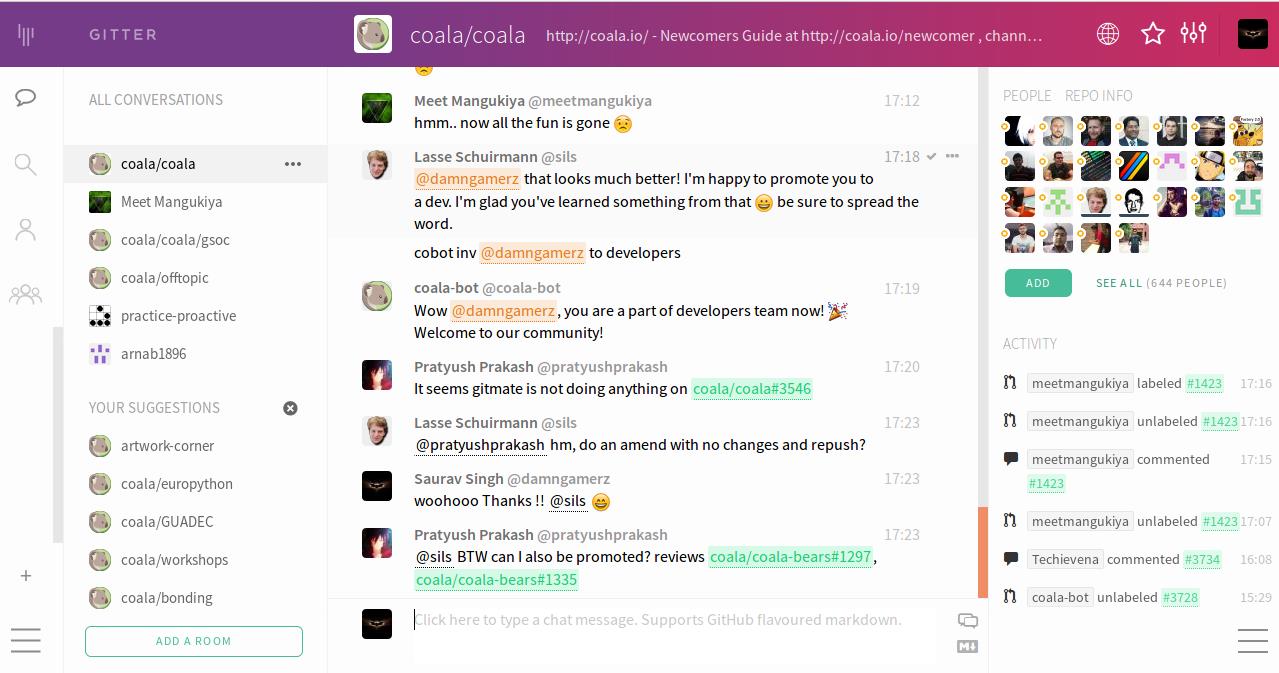 GITTER
coala/coala
http://coala.io/ - Newcomers Guide at http://coala.io/newcomer , chann…
ALL CONVERSATIONS
coala/coala
Meet Mangukiya
coala/coala/gsoc
coala/offtopic
practice-proactive
arnab1896
YOUR SUGGESTIONS
artwork-corner
coala/europython
coala/GUADEC
coala/workshops
coala/bonding
ADD A ROOM
Meet Mangukiya @meetmangukiya 17:12
hmm.. now all the fun is gone 😟
Lasse Schuirmann @sils 17:18
@damngamerz that looks much better! I'm happy to promote you to
a dev. I'm glad you've learned something from that 😀 be sure to spread the
word.
cobot inv @damngamerz to developers
coala-bot @coala-bot 17:19
Wow @damngamerz, you are a part of developers team now! 🎉
Welcome to our community!
Pratyush Prakash @pratyushprakash 17:20
It seems gitmate is not doing anything on coala/coala#3546
Lasse Schuirmann @sils 17:23
@pratyushprakash hm, do an amend with no changes and repush?
Saurav Singh @damngamerz 17:23
woohooo Thanks !! @sils 😄
Pratyush Prakash @pratyushprakash 17:23
@sils BTW can I also be promoted? reviews coala/coala-bears#1297,
coala/coala-bears#1335
Click here to type a chat message. Supports GitHub flavoured markdown.
PEOPLE REPO INFO
ADD SEE ALL (644 PEOPLE)
ACTIVITY
meetmangukiya labeled #1423 17:16
meetmangukiya unlabeled #1423 17:16
meetmangukiya commented 17:15
#1423
meetmangukiya unlabeled #1423 17:07
Techievena commented #3734 16:08
coala-bot unlabeled #3728 15:29